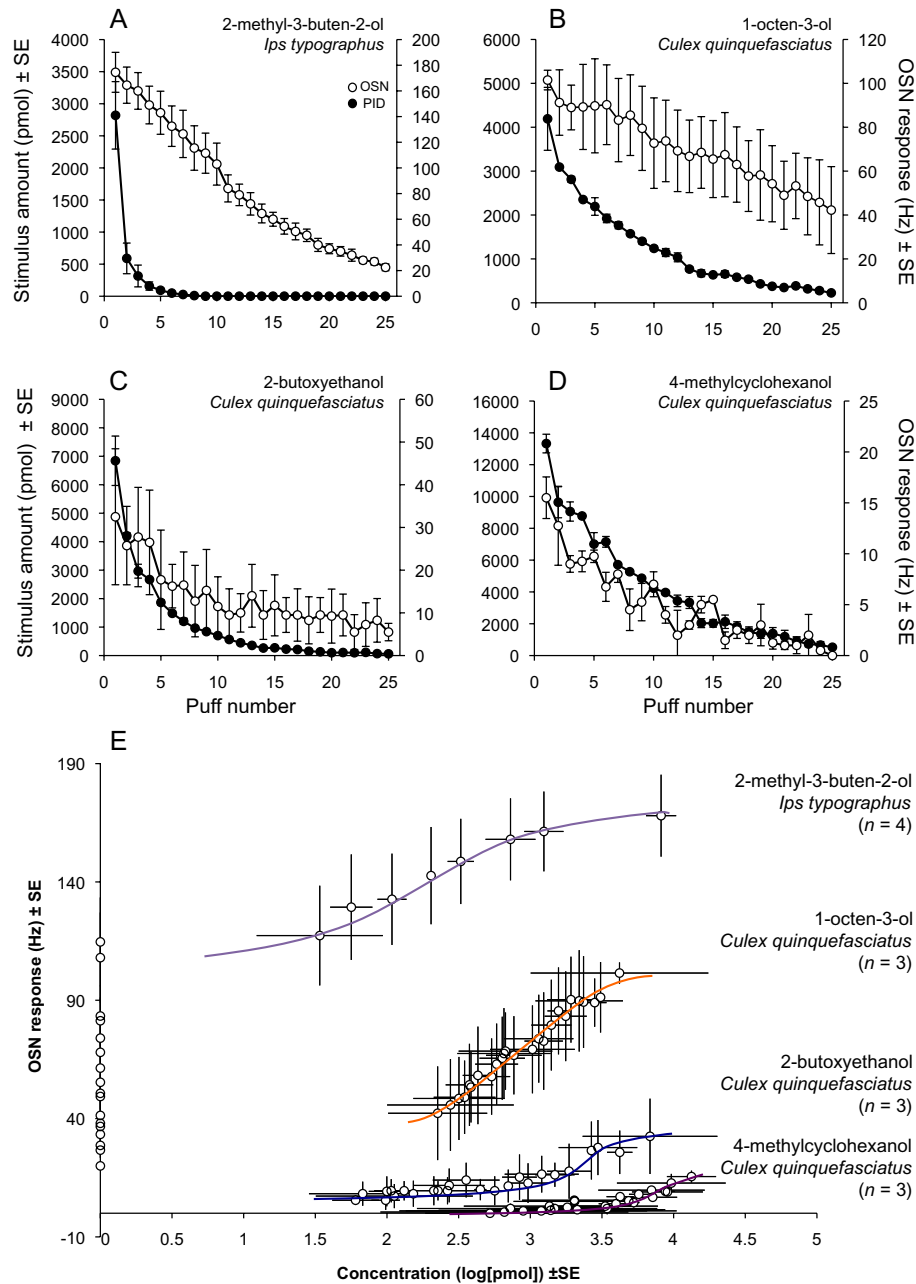 A
2-methyl-3-buten-2-ol
Ips typographus
Stimulus amount (pmol) ± SE
4000
3500
3000
2500
2000
1500
1000
500
0
200
180
160
140
120
100
80
60
40
20
0
OSN
PID
0 5 10 15 20 25
B
1-octen-3-ol
Culex quinquefasciatus
6000
5000
4000
3000
2000
1000
0
120
100
80
60
40
20
0
OSN response (Hz) ± SE
0 5 10 15 20 25
C
2-butoxyethanol
Culex quinquefasciatus
Stimulus amount (pmol) ± SE
9000
8000
7000
6000
5000
4000
3000
2000
1000
0
60
50
40
30
20
10
0
0 5 10 15 20 25
Puff number
D
4-methylcyclohexanol
Culex quinquefasciatus
16000
14000
12000
10000
8000
6000
4000
2000
0
25
20
15
10
5
0
OSN response (Hz) ± SE
0 5 10 15 20 25
Puff number
E
OSN response (Hz) ± SE
190
140
90
40
-10
2-methyl-3-buten-2-ol
Ips typographus
(n = 4)
1-octen-3-ol
Culex quinquefasciatus
(n = 3)
2-butoxyethanol
Culex quinquefasciatus
(n = 3)
4-methylcyclohexanol
Culex quinquefasciatus
(n = 3)
0 0.5 1 1.5 2 2.5 3 3.5 4 4.5 5
Concentration (log[pmol]) ±SE